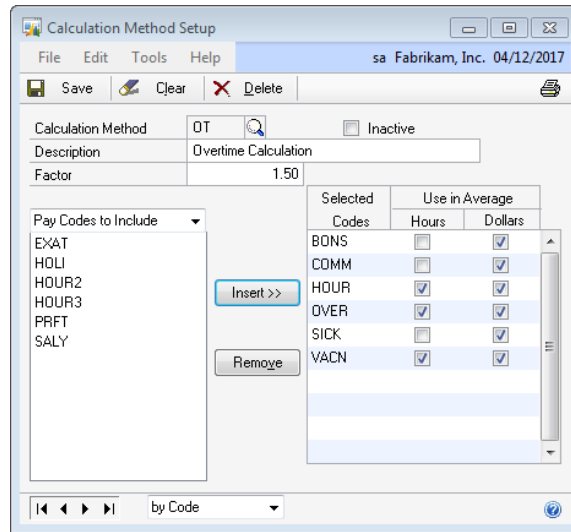 Calculation Method Setup
File Edit Tools Help sa Fabrikam, Inc. 04/12/2017
Save Clear Delete
Calculation Method OT Inactive
Description Overtime Calculation
Factor 1.50
Selected Use in Average
Pay Codes to Include Codes Hours Dollars
EXAT BONS
HOLI COMM
HOUR2 Insert >> HOUR
HOUR3 OVER
PRFT SICK
SALY Remove VACN
by Code